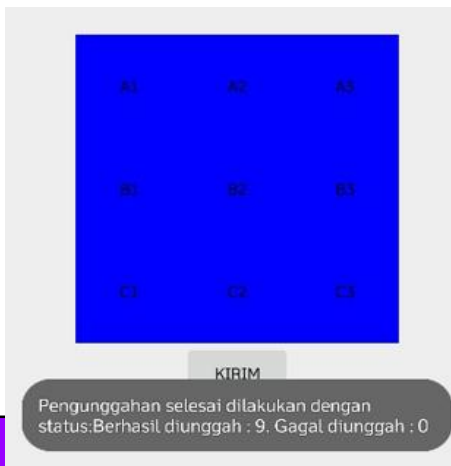 A1 A2 A3
B1 B2 B3
C1 C2 C3
KIRIM
Pengunggahan selesai dilakukan dengan
status:Berhasil diunggah : 9. Gagal diunggah : 0